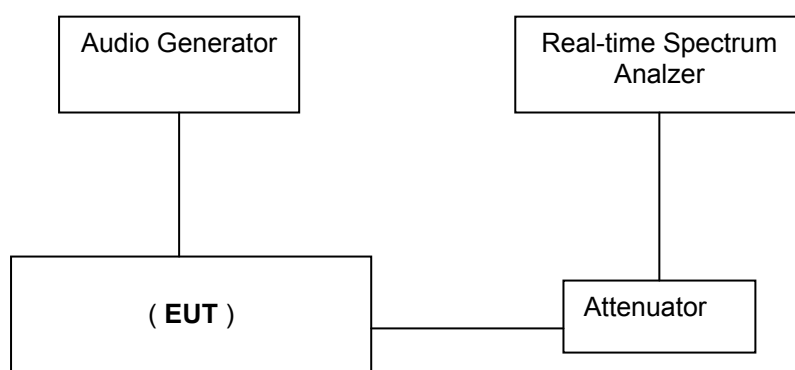 Audio Generator
Real-time Spectrum
Analzer
( EUT )
Attenuator